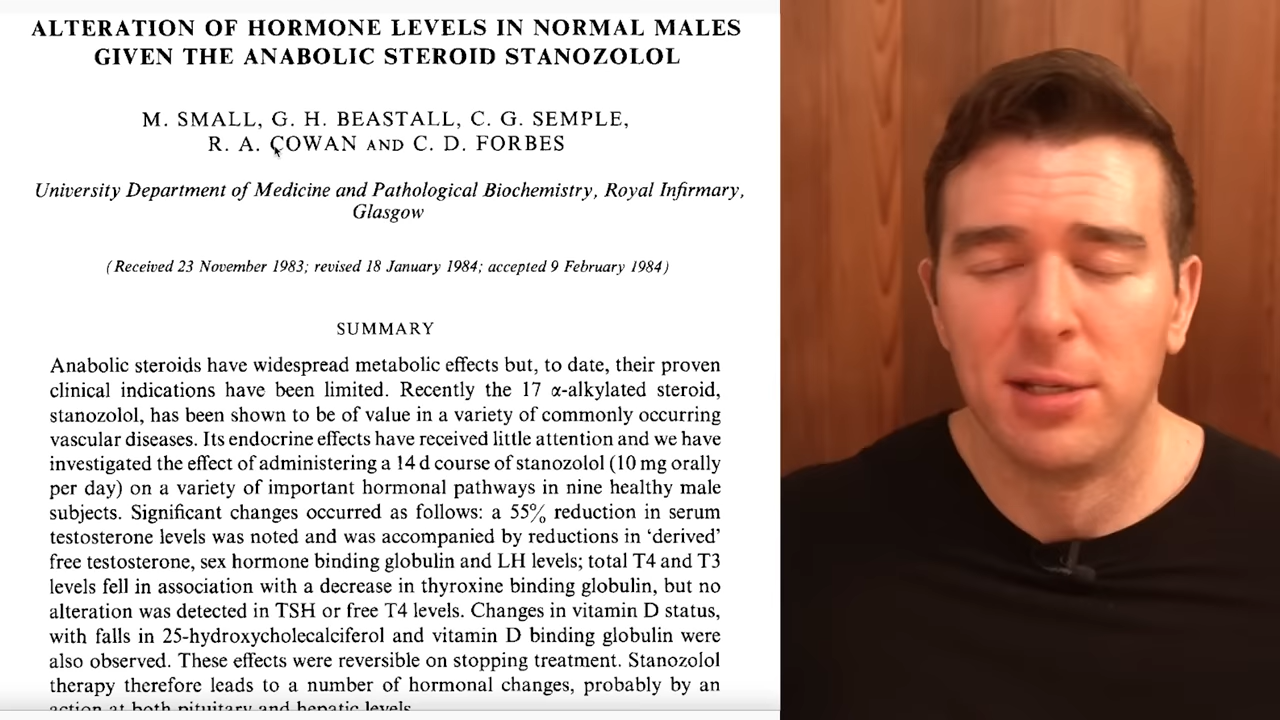 ALTERATION OF HORMONE LEVELS IN NORMAL MALES
GIVEN THE ANABOLIC STEROID STANOZOLOL
M. SMALL, G. H. BEASTALL, C. G. SEMPLE,
R. A. COWAN AND C. D. FORBES
University Department of Medicine and Pathological Biochemistry, Royal Infirmary,
Glasgow
(Received 23 November 1983; revised 18 January 1984; accepted 9 February 1984)
SUMMARY
Anabolic steroids have widespread metabolic effects but, to date, their proven
clinical indications have been limited. Recently the 17 α-alkylated steroid,
stanozolol, has been shown to be of value in a variety of commonly occurring
vascular diseases. Its endocrine effects have received little attention and we have
investigated the effect of administering a 14 d course of stanozolol (10 mg orally
per day) on a variety of important hormonal pathways in nine healthy male
subjects. Significant changes occurred as follows: a 55% reduction in serum
testosterone levels was noted and was accompanied by reductions in ‘derived’
free testosterone, sex hormone binding globulin and LH levels; total T4 and T3
levels fell in association with a decrease in thyroxine binding globulin, but no
alteration was detected in TSH or free T4 levels. Changes in vitamin D status,
with falls in 25-hydroxycholecalciferol and vitamin D binding globulin were
also observed. These effects were reversible on stopping treatment. Stanozolol
therapy therefore leads to a number of hormonal changes, probably by an
action at both pituitary and hepatic levels.